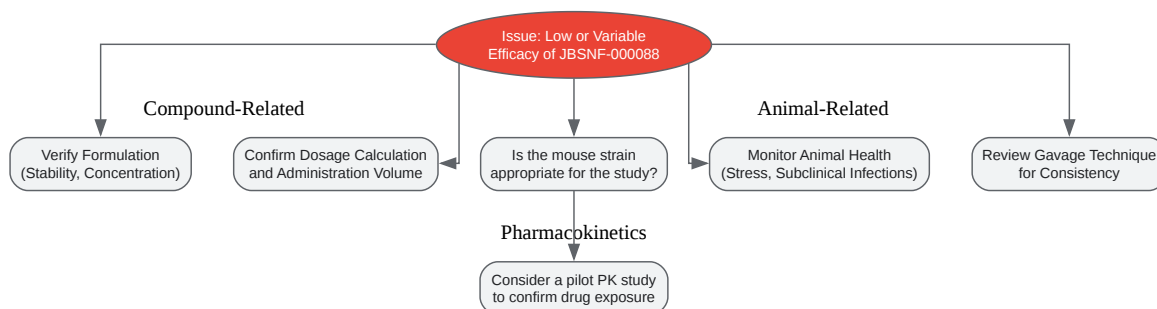 Issue: Low or Variable
Efficacy of JBSNF-000088
Compound-Related
Animal-Related
Verify Formulation
(Stability, Concentration)
Confirm Dosage Calculation
and Administration Volume
Is the mouse strain
appropriate for the study?
Monitor Animal Health
(Stress, Subclinical Infections)
Review Gavage Technique
for Consistency
Pharmacokinetics
Consider a pilot PK study
to confirm drug exposure